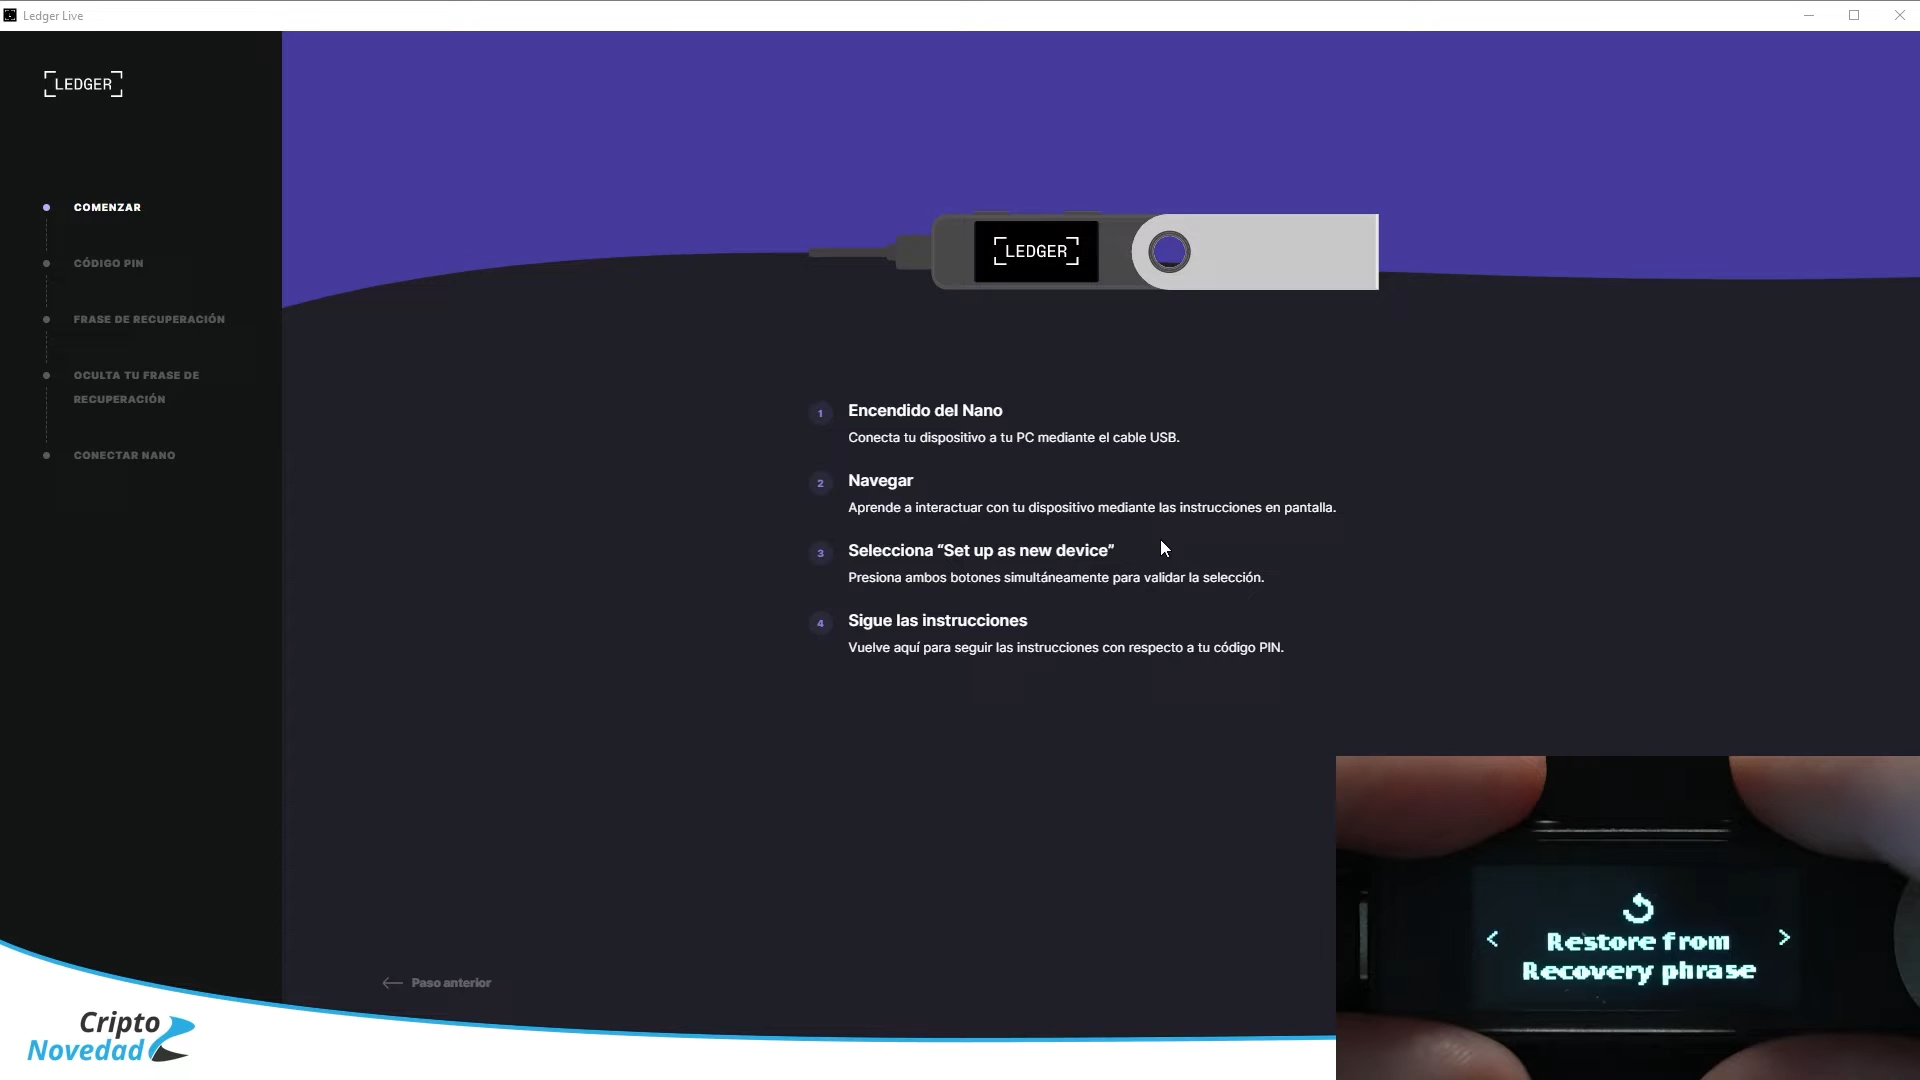 Ledger Live
LEDGER
COMENZAR
CÓDIGO PIN
FRASE DE RECUPERACIÓN
OCULTA TU FRASE DE
RECUPERACIÓN
CONECTAR NANO
LEDGER
1 Encendido del Nano
Conecta tu dispositivo a tu PC mediante el cable USB.
2 Navegar
Aprende a interactuar con tu dispositivo mediante las instrucciones en pantalla.
3 Selecciona “Set up as new device”
Presiona ambos botones simultáneamente para validar la selección.
4 Sigue las instrucciones
Vuelve aquí para seguir las instrucciones con respecto a tu código PIN.
Paso anterior
Cripto
Novedad
< Restore from >
Recovery phrase